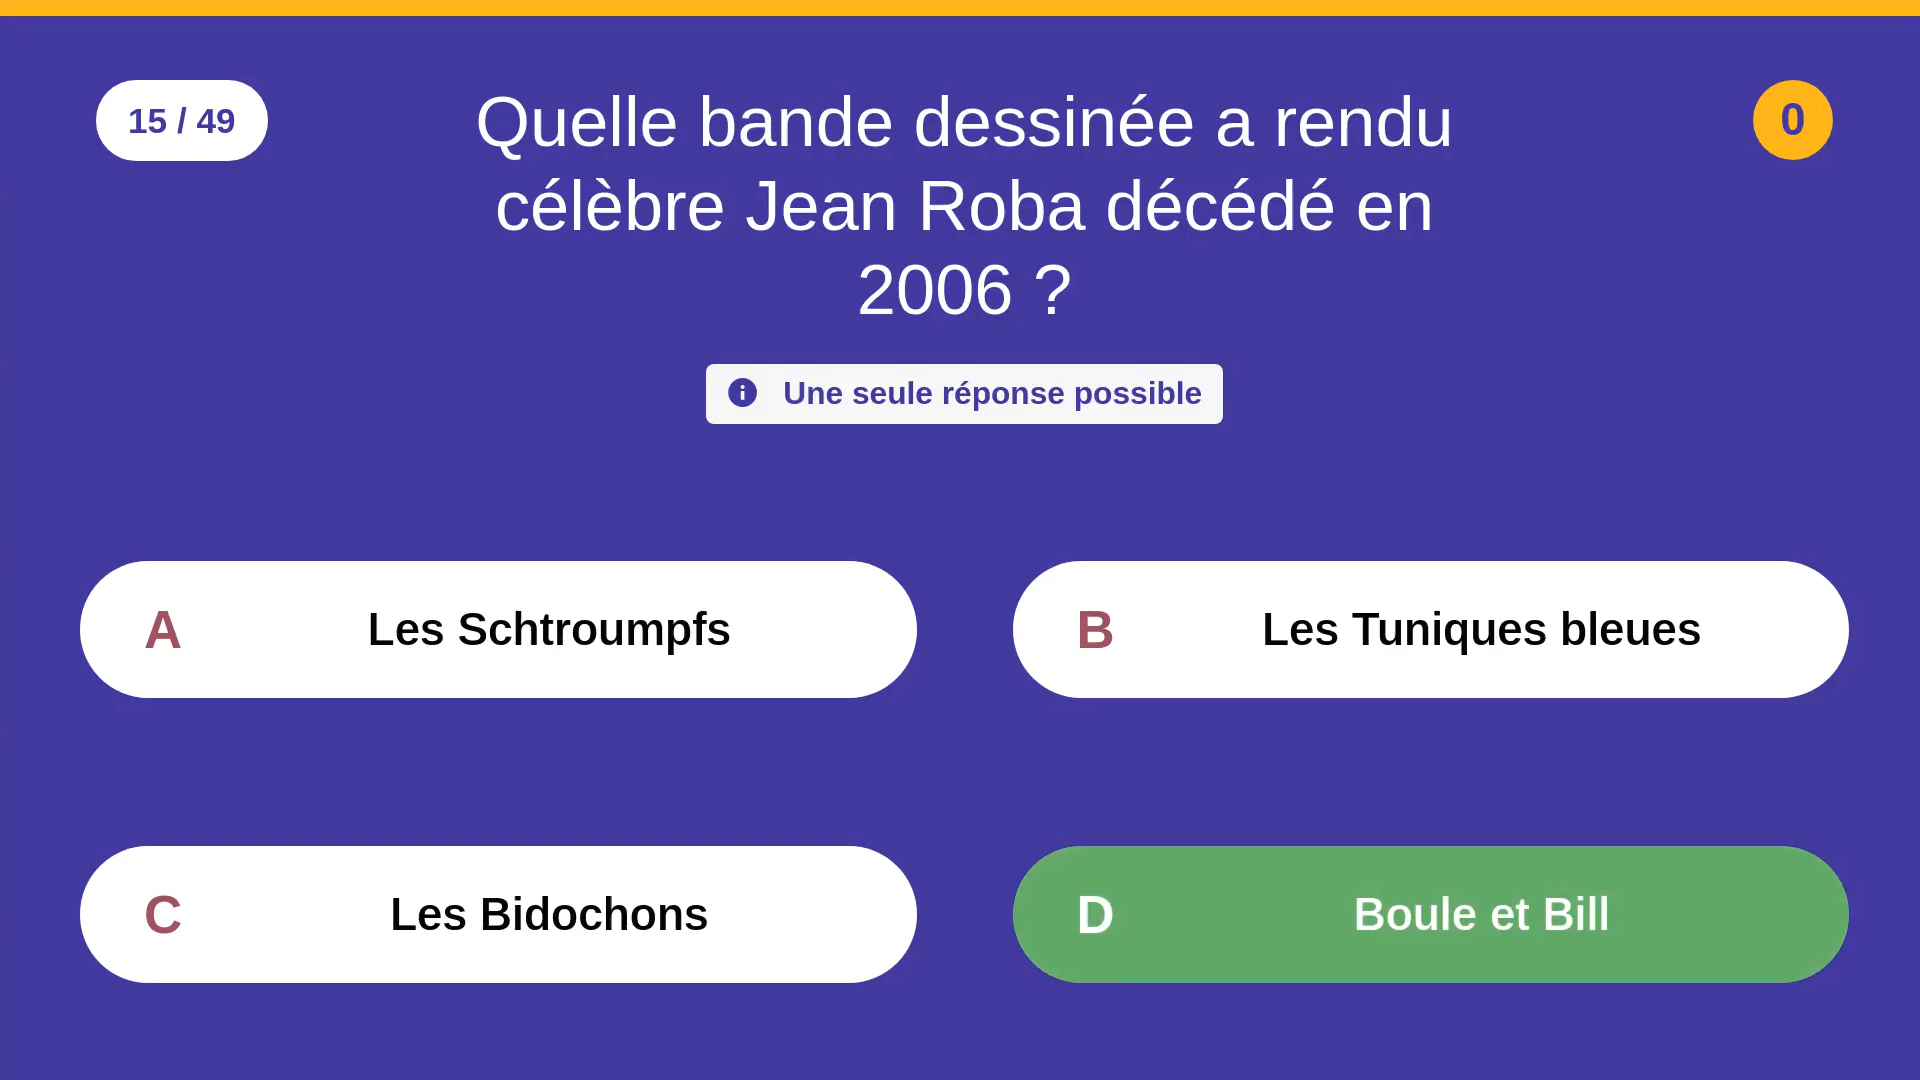 15 / 49
Quelle bande dessinée a rendu
célèbre Jean Roba décédé en
2006 ?
0
Une seule réponse possible
A Les Schtroumpfs
B Les Tuniques bleues
C Les Bidochons
D Boule et Bill